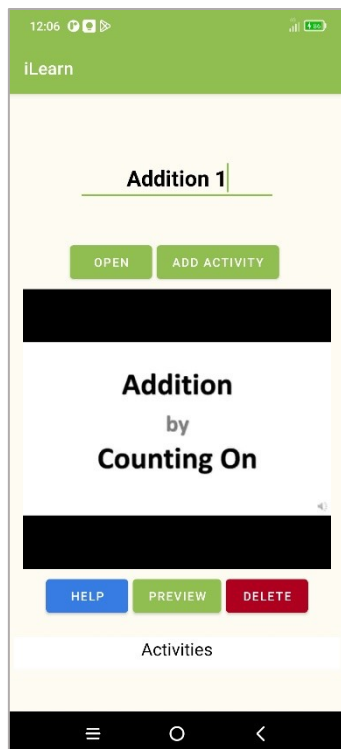 12:06
iLearn
Addition 1
OPEN ADD ACTIVITY
Addition
by
Counting On
HELP PREVIEW DELETE
Activities